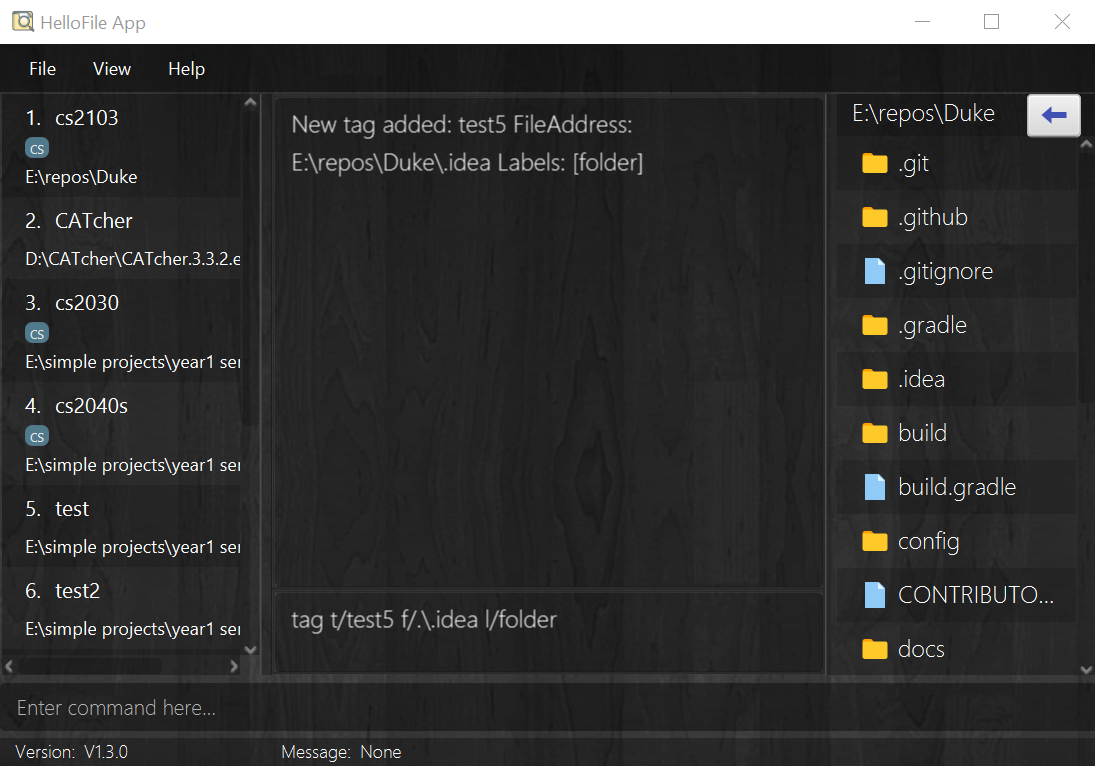 HelloFile App
File View Help
1. cs2103
cs
E:\repos\Duke
2. CATcher
D:\CATcher\CATcher.3.3.2.e
3. cs2030
cs
E:\simple projects\year1 ser
4. cs2040s
cs
E:\simple projects\year1 ser
5. test
E:\simple projects\year1 ser
6. test2
E:\simple projects\year1 ser
New tag added: test5 FileAddress:
E:\repos\Duke\.idea Labels: [folder]
tag t/test5 f/.\.idea l/folder
E:\repos\Duke
.git
.github
.gitignore
.gradle
.idea
build
build.gradle
config
CONTRIBUTO...
docs
Enter command here...
Version: V1.3.0 Message: None